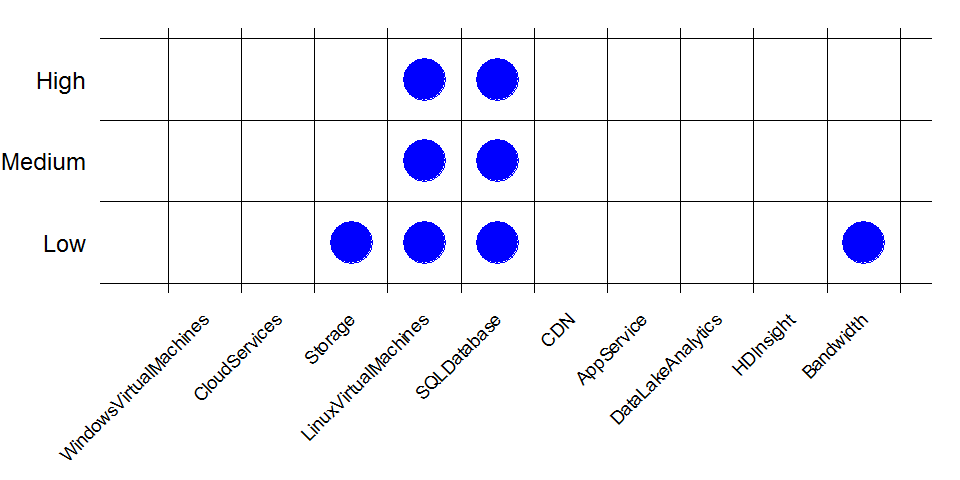 High
Medium
Low
WindowsVirtualMachines
CloudServices
Storage
LinuxVirtualMachines
SQLDatabase
CDN
AppService
DataLakeAnalytics
HDInsight
Bandwidth